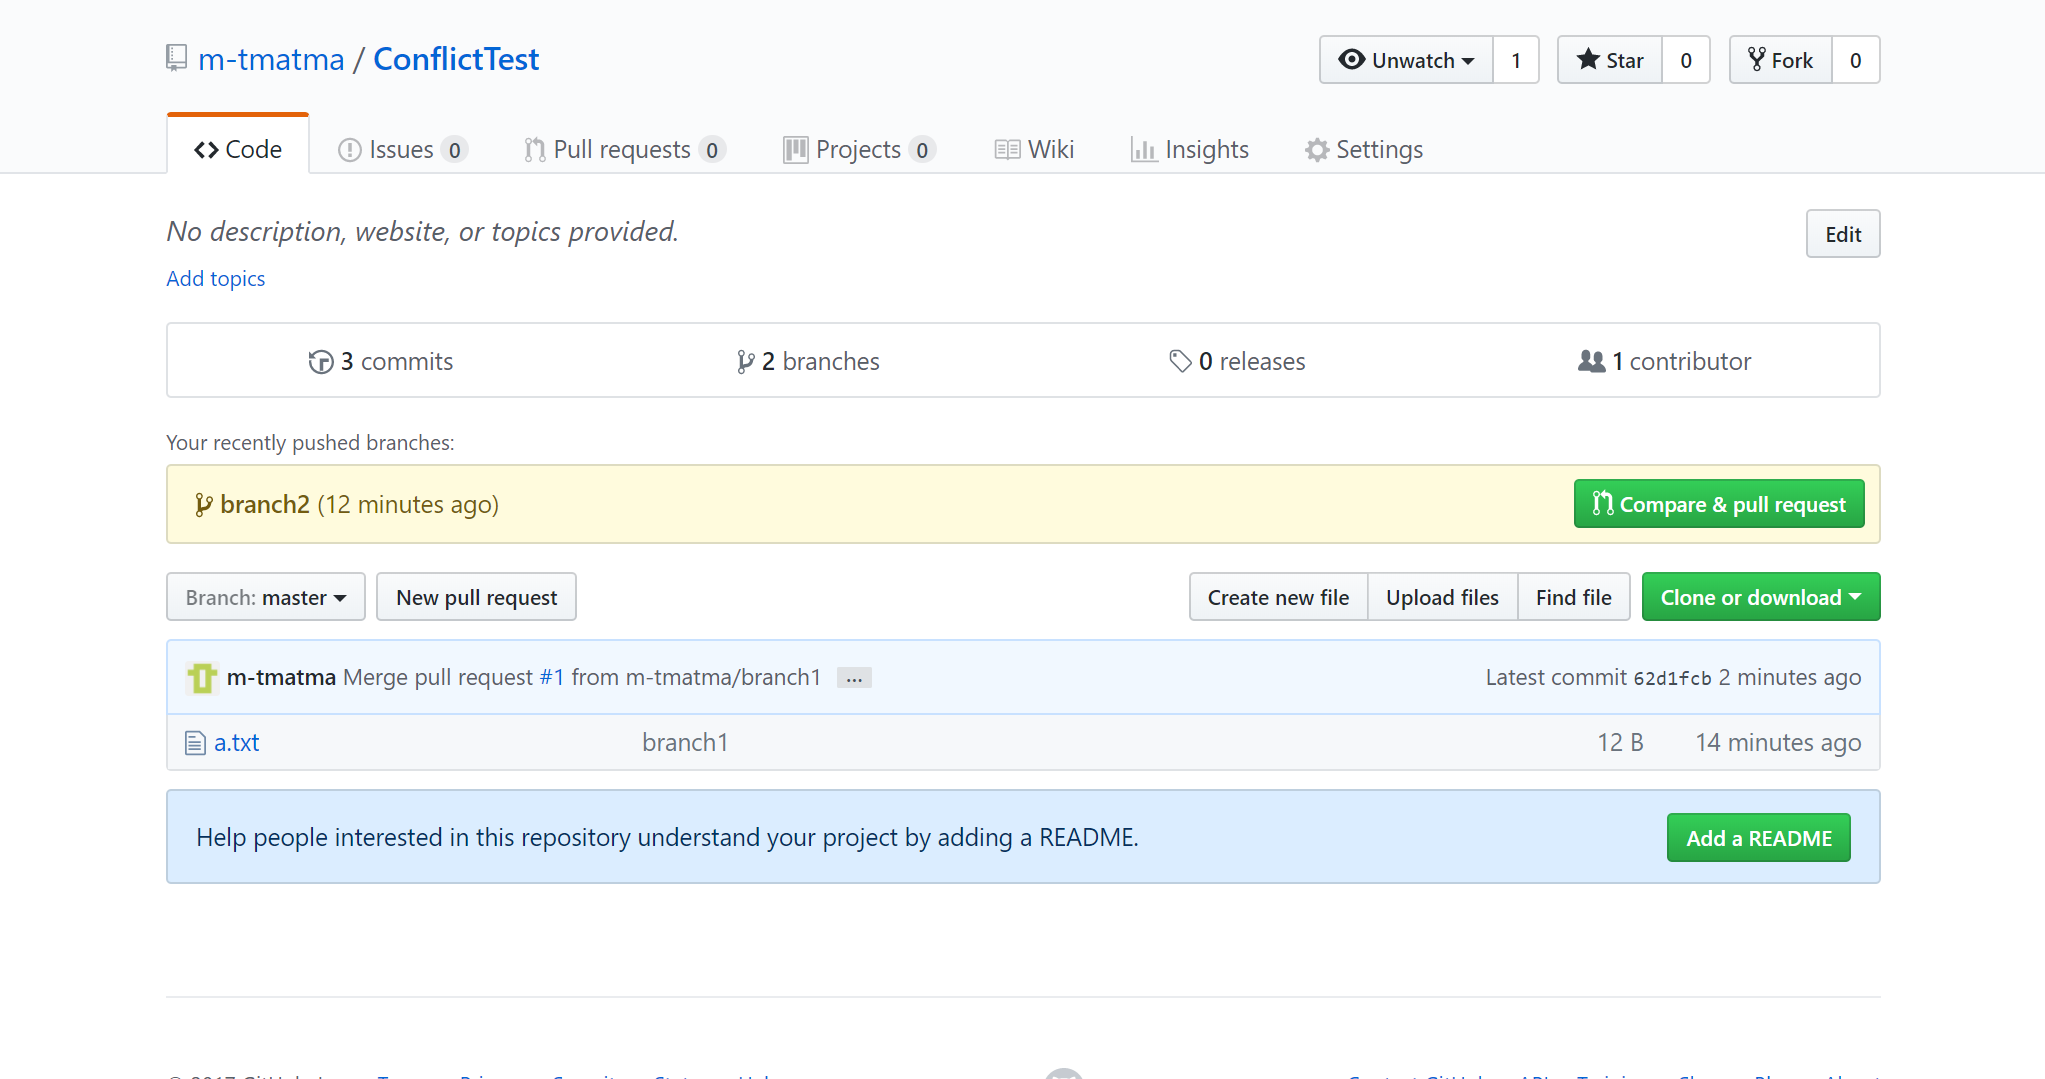 m-tmatma / ConflictTest
Unwatch 1 Star 0 Fork 0
Code Issues 0 Pull requests 0 Projects 0 Wiki Insights Settings
No description, website, or topics provided.
Edit
Add topics
3 commits 2 branches 0 releases 1 contributor
Your recently pushed branches:
branch2 (12 minutes ago) Compare & pull request
Branch: master New pull request Create new file Upload files Find file Clone or download
m-tmatma Merge pull request #1 from m-tmatma/branch1 ... Latest commit 62d1fcb 2 minutes ago
a.txt branch1 12 B 14 minutes ago
Help people interested in this repository understand your project by adding a README. Add a README
© 2017 GitHub